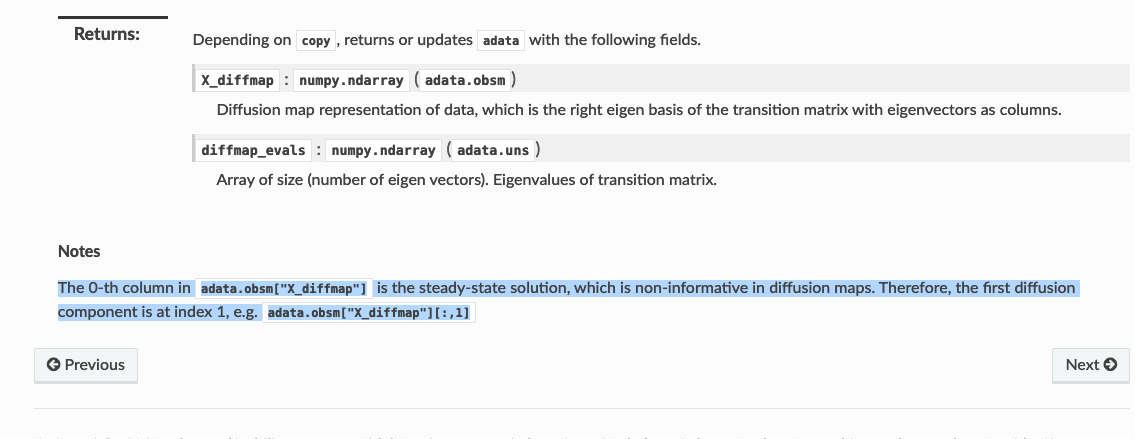 Returns:
Depending on copy, returns or updates adata with the following fields.
X_diffmap : numpy.ndarray (adata.obsm)
Diffusion map representation of data, which is the right eigen basis of the transition matrix with eigenvectors as columns.
diffmap_evals : numpy.ndarray (adata.uns)
Array of size (number of eigen vectors). Eigenvalues of transition matrix.
Notes
The 0-th column in adata.obsm["X_diffmap"] is the steady-state solution, which is non-informative in diffusion maps. Therefore, the first diffusion
component is at index 1, e.g. adata.obsm["X_diffmap"][:,1]
Previous
Next